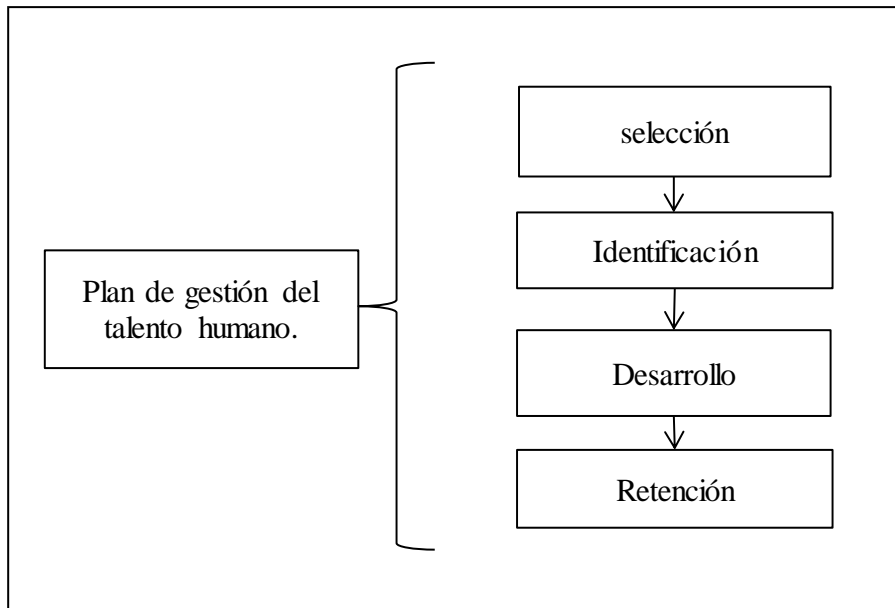 selección
Identificación
Plan de gestión del
talento humano.
Desarrollo
Retención